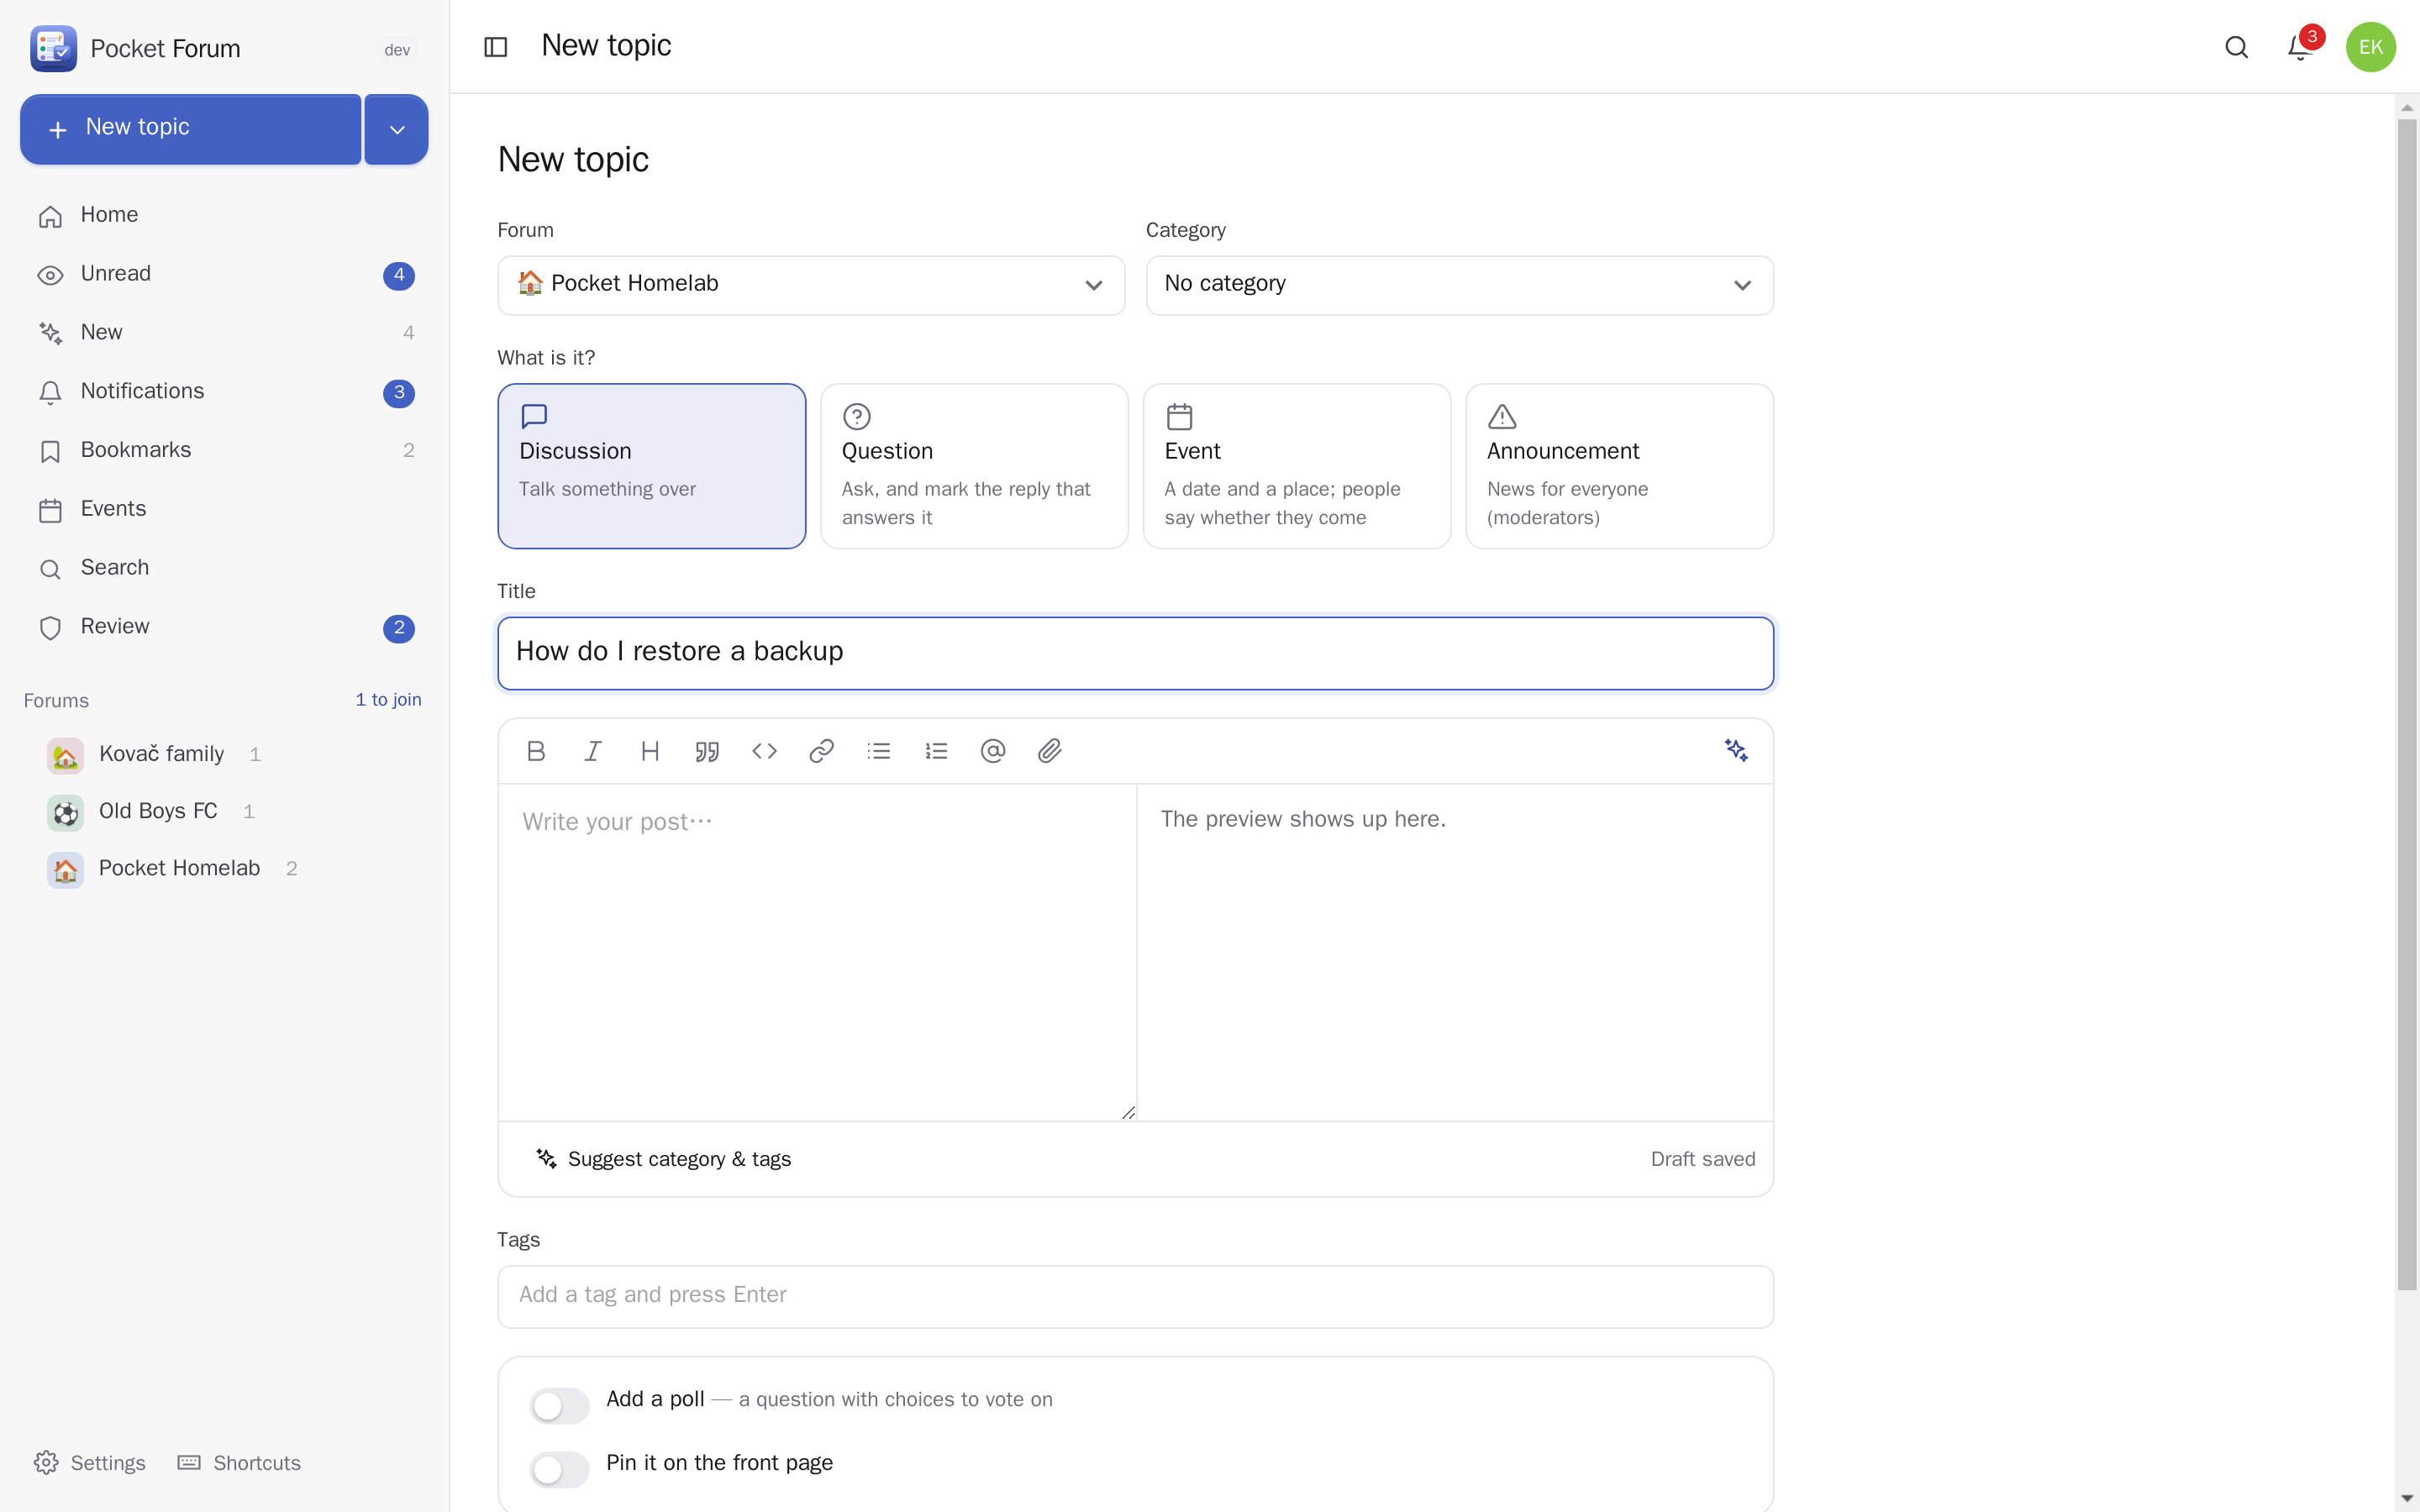 Pocket Forum
dev
New topic
3
EK
New topic
Home
Unread 4
New 4
Notifications 3
Bookmarks 2
Events
Search
Review 2
Forums 1 to join
Kovač family 1
Old Boys FC 1
Pocket Homelab 2
Settings
Shortcuts
New topic
Forum
Pocket Homelab
Category
No category
What is it?
Discussion
Talk something over
Question
Ask, and mark the reply that
answers it
Event
A date and a place; people
say whether they come
Announcement
News for everyone
(moderators)
Title
How do I restore a backup
Write your post…
The preview shows up here.
Suggest category & tags
Draft saved
Tags
Add a tag and press Enter
Add a poll — a question with choices to vote on
Pin it on the front page